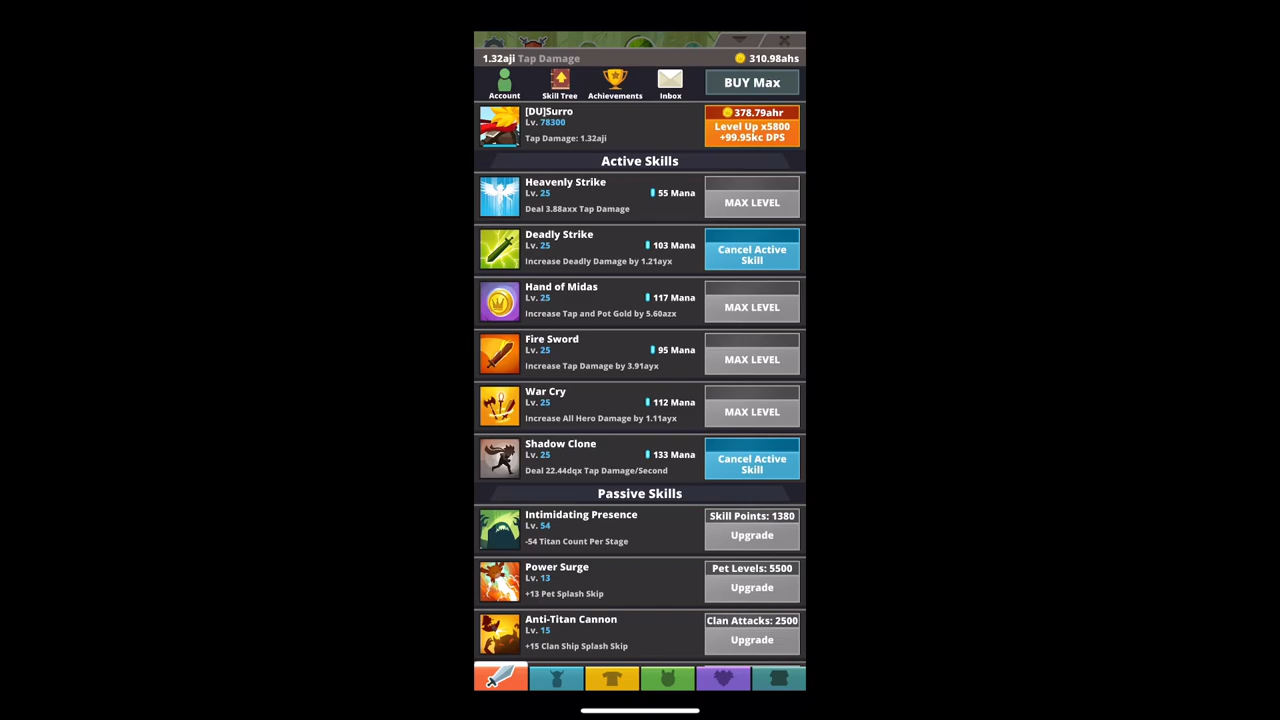 1.32aji Tap Damage
310.98ahs
Account
Skill Tree
Achievements
Inbox
BUY Max
[DU]Surro
Lv. 78300
Tap Damage: 1.32aji
378.79ahr
Level Up x5800
+99.95kc DPS
Active Skills
Heavenly Strike
Lv. 25
55 Mana
Deal 3.88axx Tap Damage
MAX LEVEL
Deadly Strike
Lv. 25
103 Mana
Increase Deadly Damage by 1.21ayx
Cancel Active
Skill
Hand of Midas
Lv. 25
117 Mana
Increase Tap and Pot Gold by 5.60azx
MAX LEVEL
Fire Sword
Lv. 25
95 Mana
Increase Tap Damage by 3.91ayx
MAX LEVEL
War Cry
Lv. 25
112 Mana
Increase All Hero Damage by 1.11ayx
MAX LEVEL
Shadow Clone
Lv. 25
133 Mana
Deal 22.44dqx Tap Damage/Second
Cancel Active
Skill
Passive Skills
Intimidating Presence
Lv. 54
-54 Titan Count Per Stage
Skill Points: 1380
Upgrade
Power Surge
Lv. 13
+13 Pet Splash Skip
Pet Levels: 5500
Upgrade
Anti-Titan Cannon
Lv. 15
+15 Clan Ship Splash Skip
Clan Attacks: 2500
Upgrade